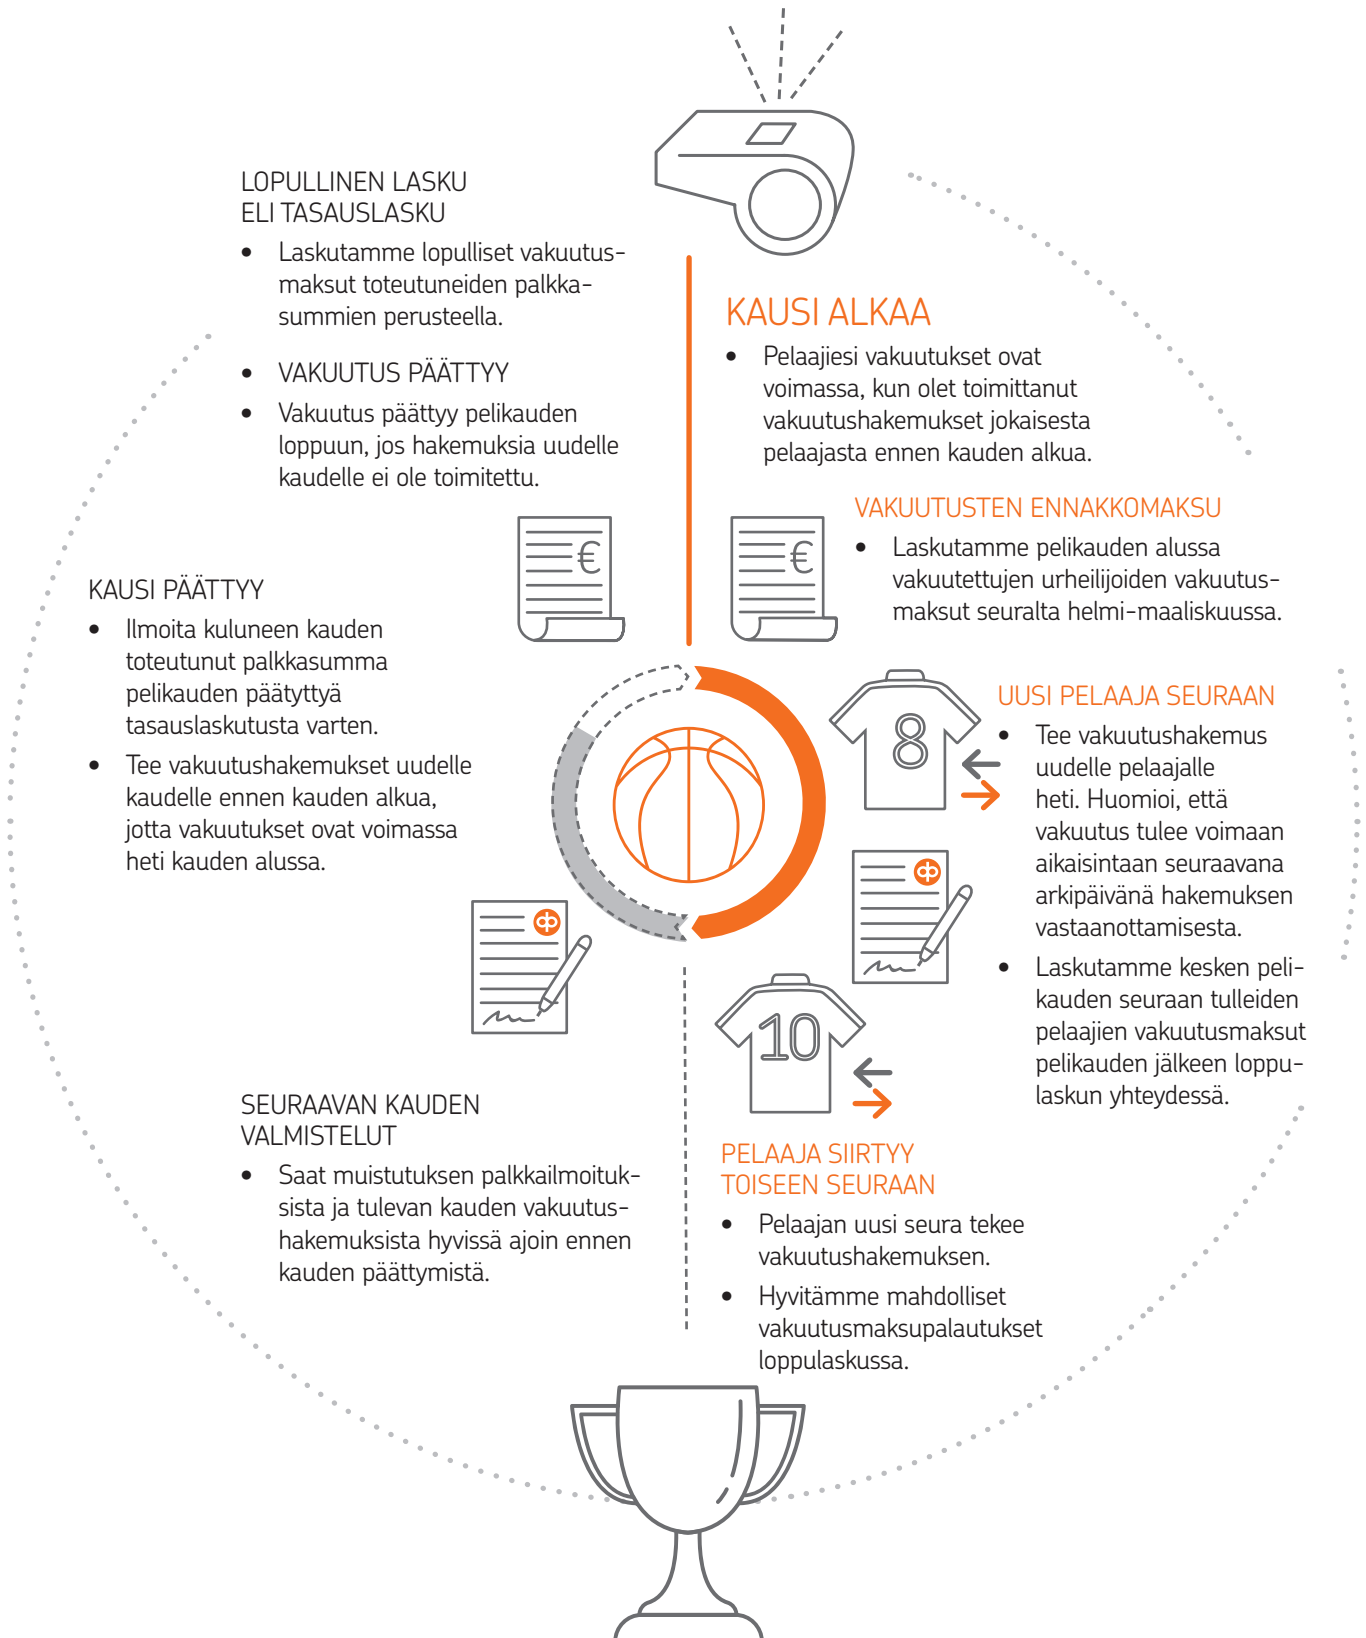 KAUSI ALKAA
• Pelaajiesi vakuutukset ovat
voimassa, kun olet toimittanut
vakuutushakemukset jokaisesta
pelaajasta ennen kauden alkua.
VAKUUTUSTEN ENNAKKOMAKSU
• Laskutamme pelikauden alussa
vakuutettujen urheilijoiden vakuutus-
maksut seuralta helmi-maaliskuussa.
€
UUSI PELAAJA SEURAAN
• Tee vakuutushakemus
uudelle pelaajalle
heti. Huomioi, että
vakuutus tulee voimaan
aikaisintaan seuraavana
arkipäivänä hakemuksen
vastaanottamisesta.
• Laskutamme kesken peli-
kauden seuraan tulleiden
pelaajien vakuutusmaksut
pelikauden jälkeen loppu-
laskun yhteydessä.
8
op
10
PELAAJA SIIRTYY
TOISEEN SEURAAN
• Pelaajan uusi seura tekee
vakuutushakemuksen.
• Hyvitämme mahdolliset
vakuutusmaksupalautukset
loppulaskussa.
SEURAAVAN KAUDEN
VALMISTELUT
• Saat muistutuksen palkkailmoituk-
sista ja tulevan kauden vakuutus-
hakemuksista hyvissä ajoin ennen
kauden päättymistä.
op
KAUSI PÄÄTTYY
• Ilmoita kuluneen kauden
toteutunut palkkasumma
pelikauden päätyttyä
tasauslaskutusta varten.
• Tee vakuutushakemukset uudelle
kaudelle ennen kauden alkua,
jotta vakuutukset ovat voimassa
heti kauden alussa.
LOPULLINEN LASKU
ELI TASAUSLASKU
• Laskutamme lopulliset vakuutus-
maksut toteutuneiden palkka-
summien perusteella.
• VAKUUTUS PÄÄTTYY
• Vakuutus päättyy pelikauden
loppuun, jos hakemuksia uudelle
kaudelle ei ole toimitettu.
€